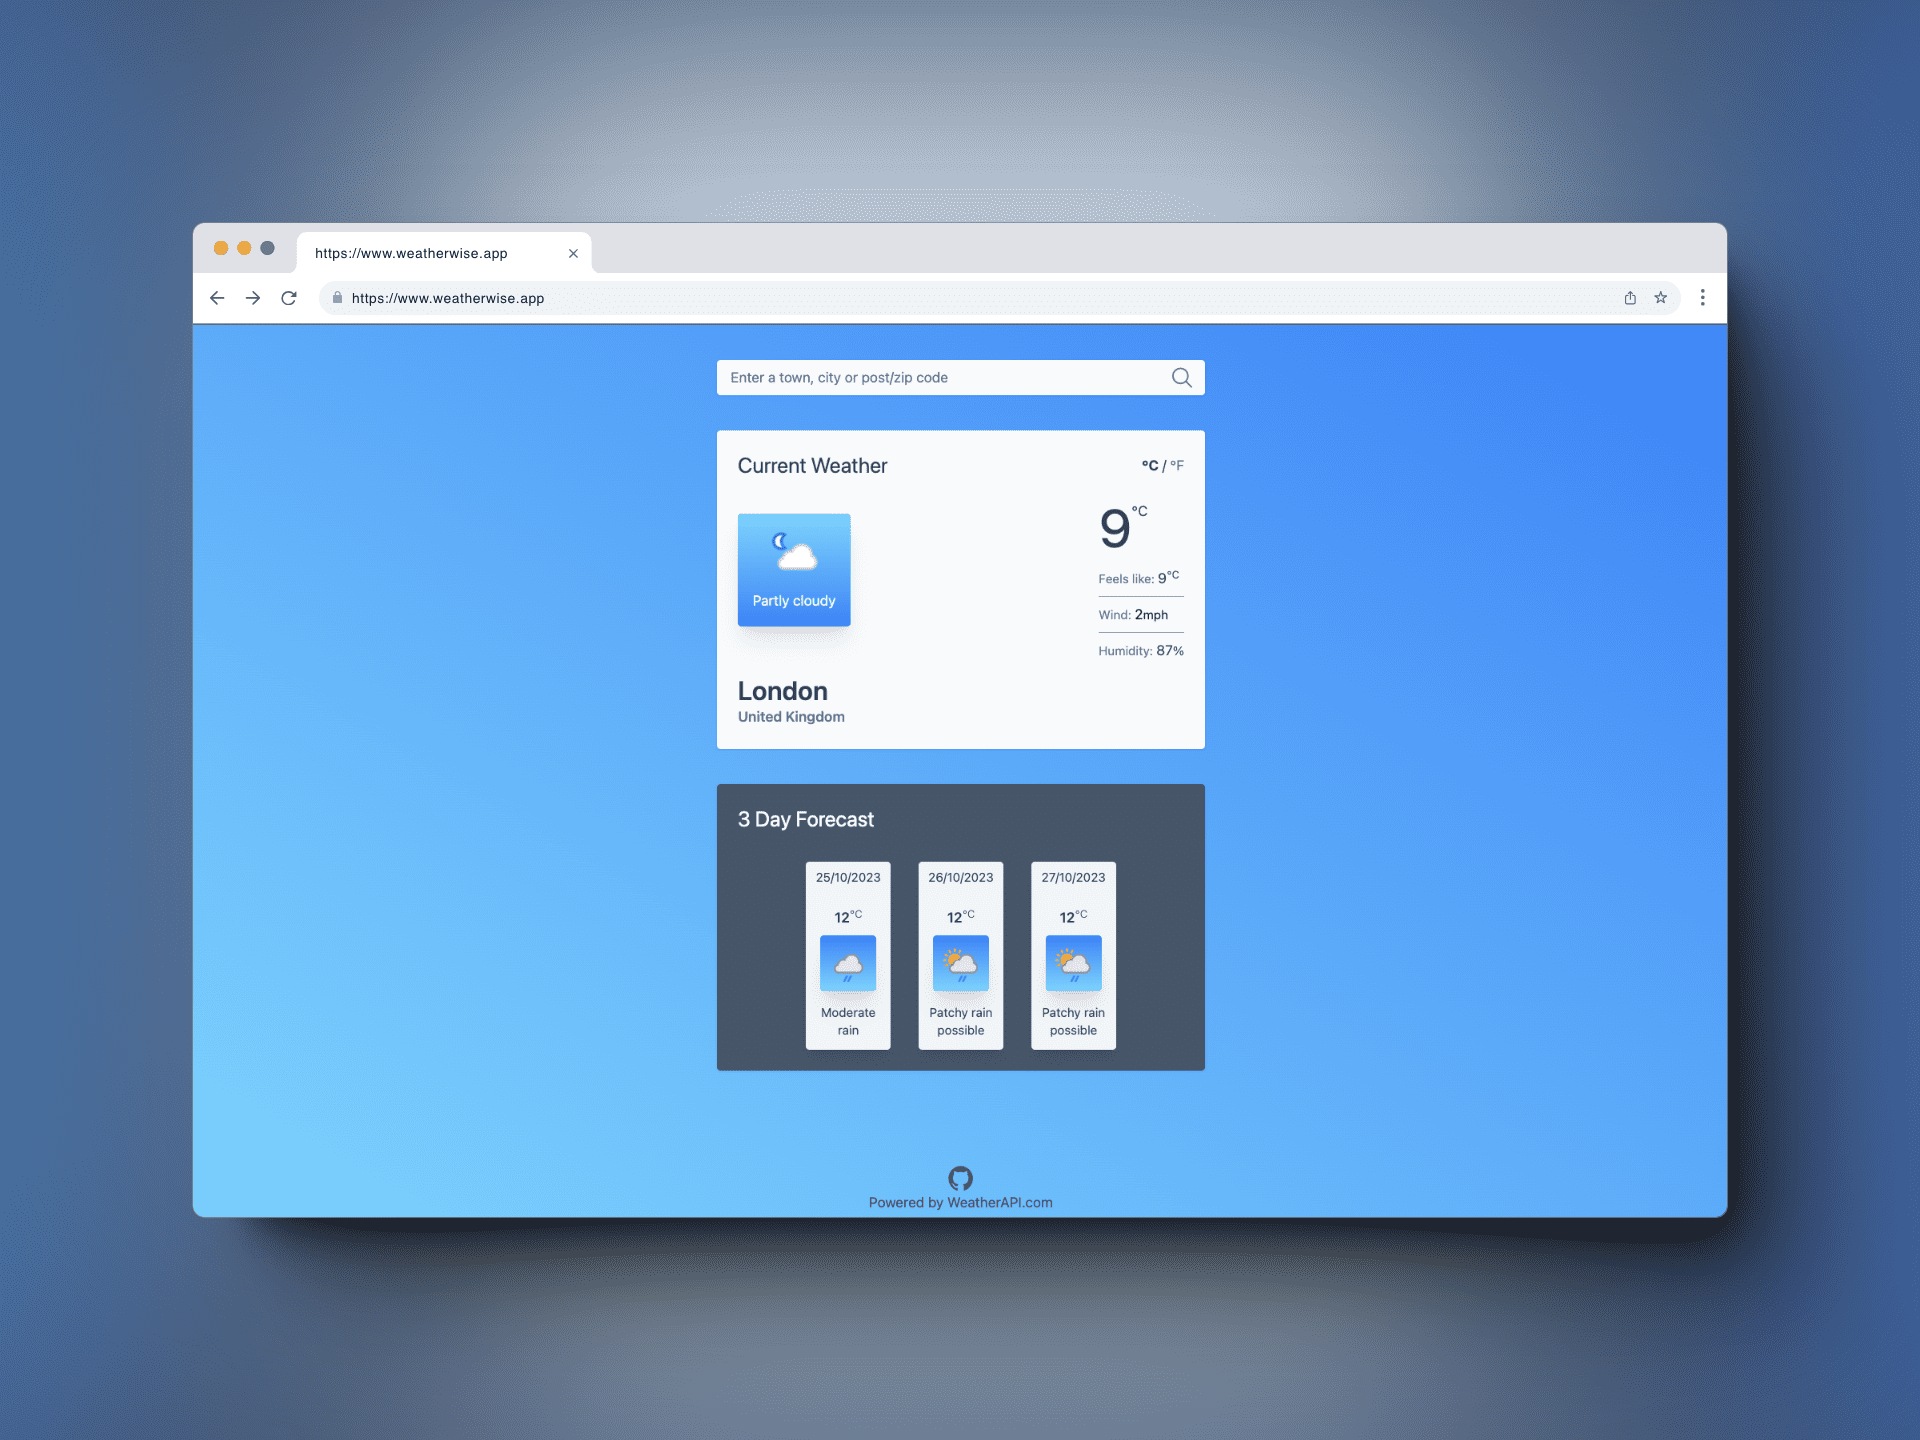 https://www.weatherwise.app
https://www.weatherwise.app
Enter a town, city or post/zip code
Current Weather
°C / °F
9°C
Partly cloudy
Feels like: 9°C
Wind: 2mph
Humidity: 87%
London
United Kingdom
3 Day Forecast
25/10/2023
12°C
Moderate
rain
26/10/2023
12°C
Patchy rain
possible
27/10/2023
12°C
Patchy rain
possible
Powered by WeatherAPI.com